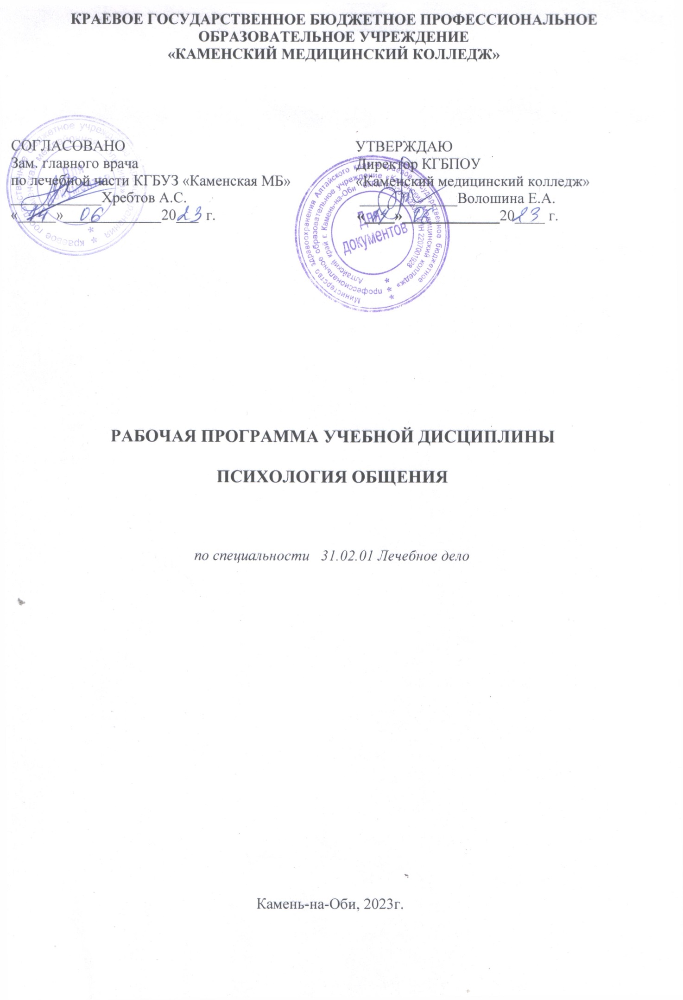 КРАЕВОЕ ГОСУДАРСТВЕННОЕ БЮДЖЕТНОЕ ПРОФЕССИОНАЛЬНОЕ
ОБРАЗОВАТЕЛЬНОЕ УЧРЕЖДЕНИЕ
«КАМЕНСКИЙ МЕДИЦИНСКИЙ КОЛЛЕДЖ»
СОГЛАСОВАНО
Зам. главного врача
по лечебной части КГБУЗ «Каменская МБ»
____________Хребтов А.С.
«14» 06 2023 г.
УТВЕРЖДАЮ
Директор КГБПОУ
«Каменский медицинский колледж»
_____________Волошина Е.А.
«14» 06 2023 г.
Министерство здравоохранения Алтайского края * краевое государственное бюджетное
профессиональное образовательное учреждение «Каменский медицинский колледж»
Алтайский край г. Камень-на-Оби
ИНН 2207001928
Для
документов
РАБОЧАЯ ПРОГРАММА УЧЕБНОЙ ДИСЦИПЛИНЫ
ПСИХОЛОГИЯ ОБЩЕНИЯ
по специальности 31.02.01 Лечебное дело
Камень-на-Оби, 2023г.